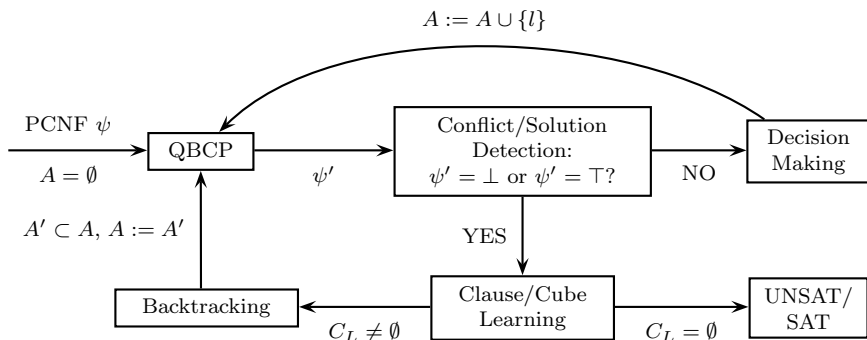 A := A ∪ {l}
PCNF ψ
A = ∅
QBCP
ψ′
Conflict/Solution
Detection:
ψ′ = ⊥ or ψ′ = ⊤?
NO
Decision
Making
A′ ⊂ A, A := A′
YES
Backtracking
C_L ≠ ∅
Clause/Cube
Learning
C_L = ∅
UNSAT/
SAT